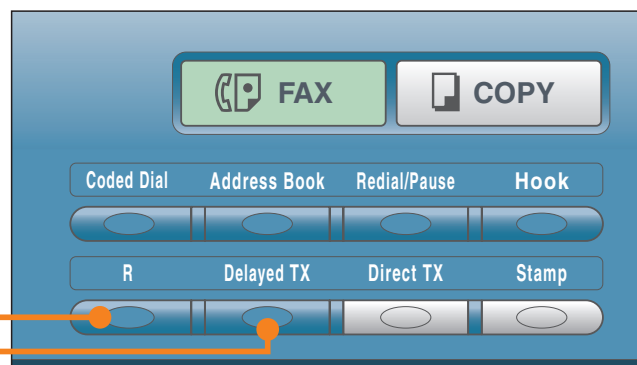 FAX COPY
Coded Dial Address Book Redial/Pause Hook
R Delayed TX Direct TX Stamp